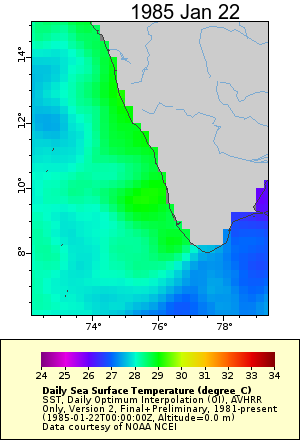 1985 Jan 22
14°
12°
10°
8°
74° 76° 78°
24 25 26 27 28 29 30 31 32 33 34
Daily Sea Surface Temperature (degree_C)
SST, Daily Optimum Interpolation (OI), AVHRR
Only, Version 2, Final+Preliminary, 1981-present
(1985-01-22T00:00:00Z, Altitude=0.0 m)
Data courtesy of NOAA NCEI